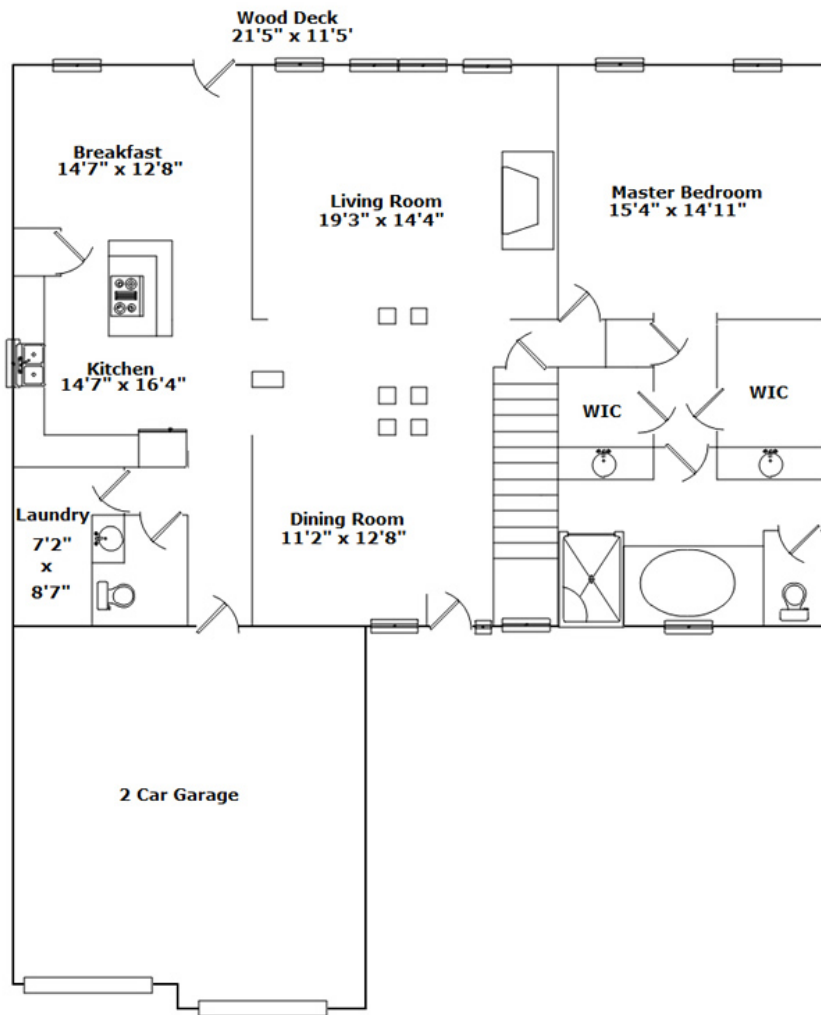 Wood Deck
21'5" x 11'5'
Breakfast
14'7" x 12'8"
Living Room
19'3" x 14'4"
Master Bedroom
15'4" x 14'11"
Kitchen
14'7" x 16'4"
WIC
WIC
Laundry
7'2"
x
8'7"
Dining Room
11'2" x 12'8"
2 Car Garage